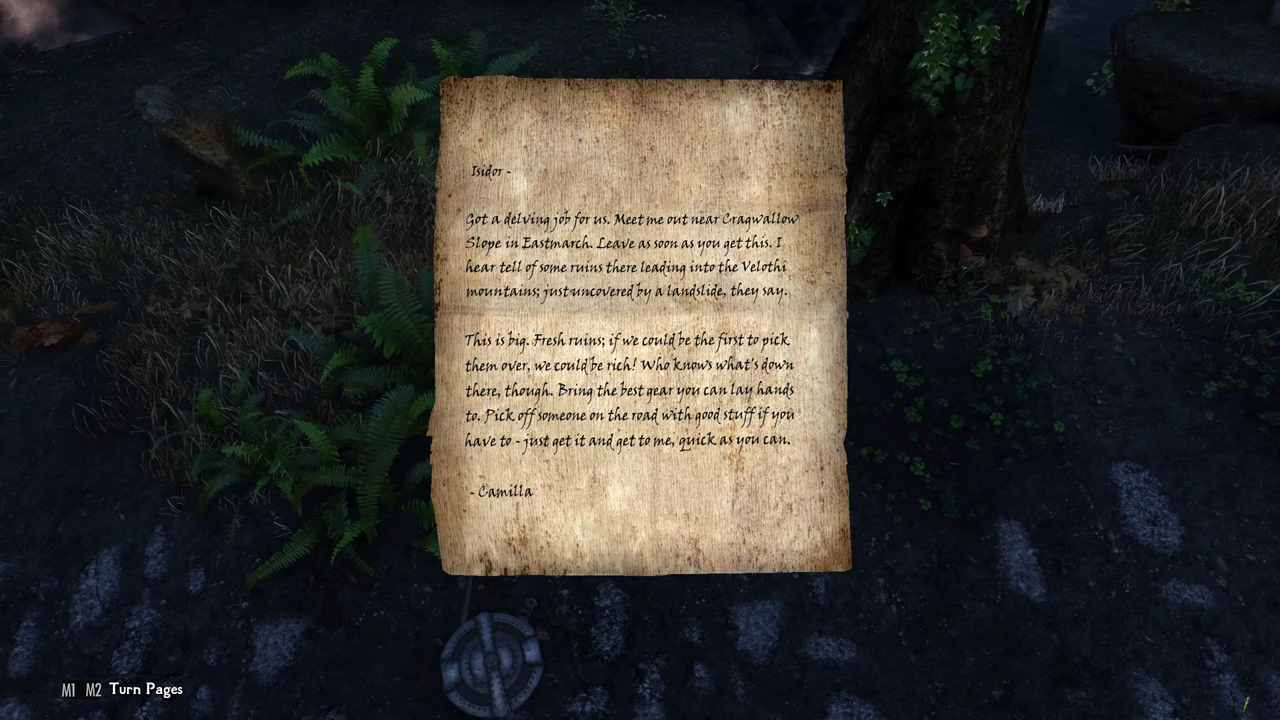 Isidor -
Got a delving job for us. Meet me out near Cragwallow
Slope in Eastmarch. Leave as soon as you get this. I
hear tell of some ruins there leading into the Velothi
mountains; just uncovered by a landslide, they say.
This is big. Fresh ruins; if we could be the first to pick
them over, we could be rich! Who knows what's down
there, though. Bring the best gear you can lay hands
to. Pick off someone on the road with good stuff if you
have to - just get it and get to me, quick as you can.
- Camilla
M1 M2 Turn Pages